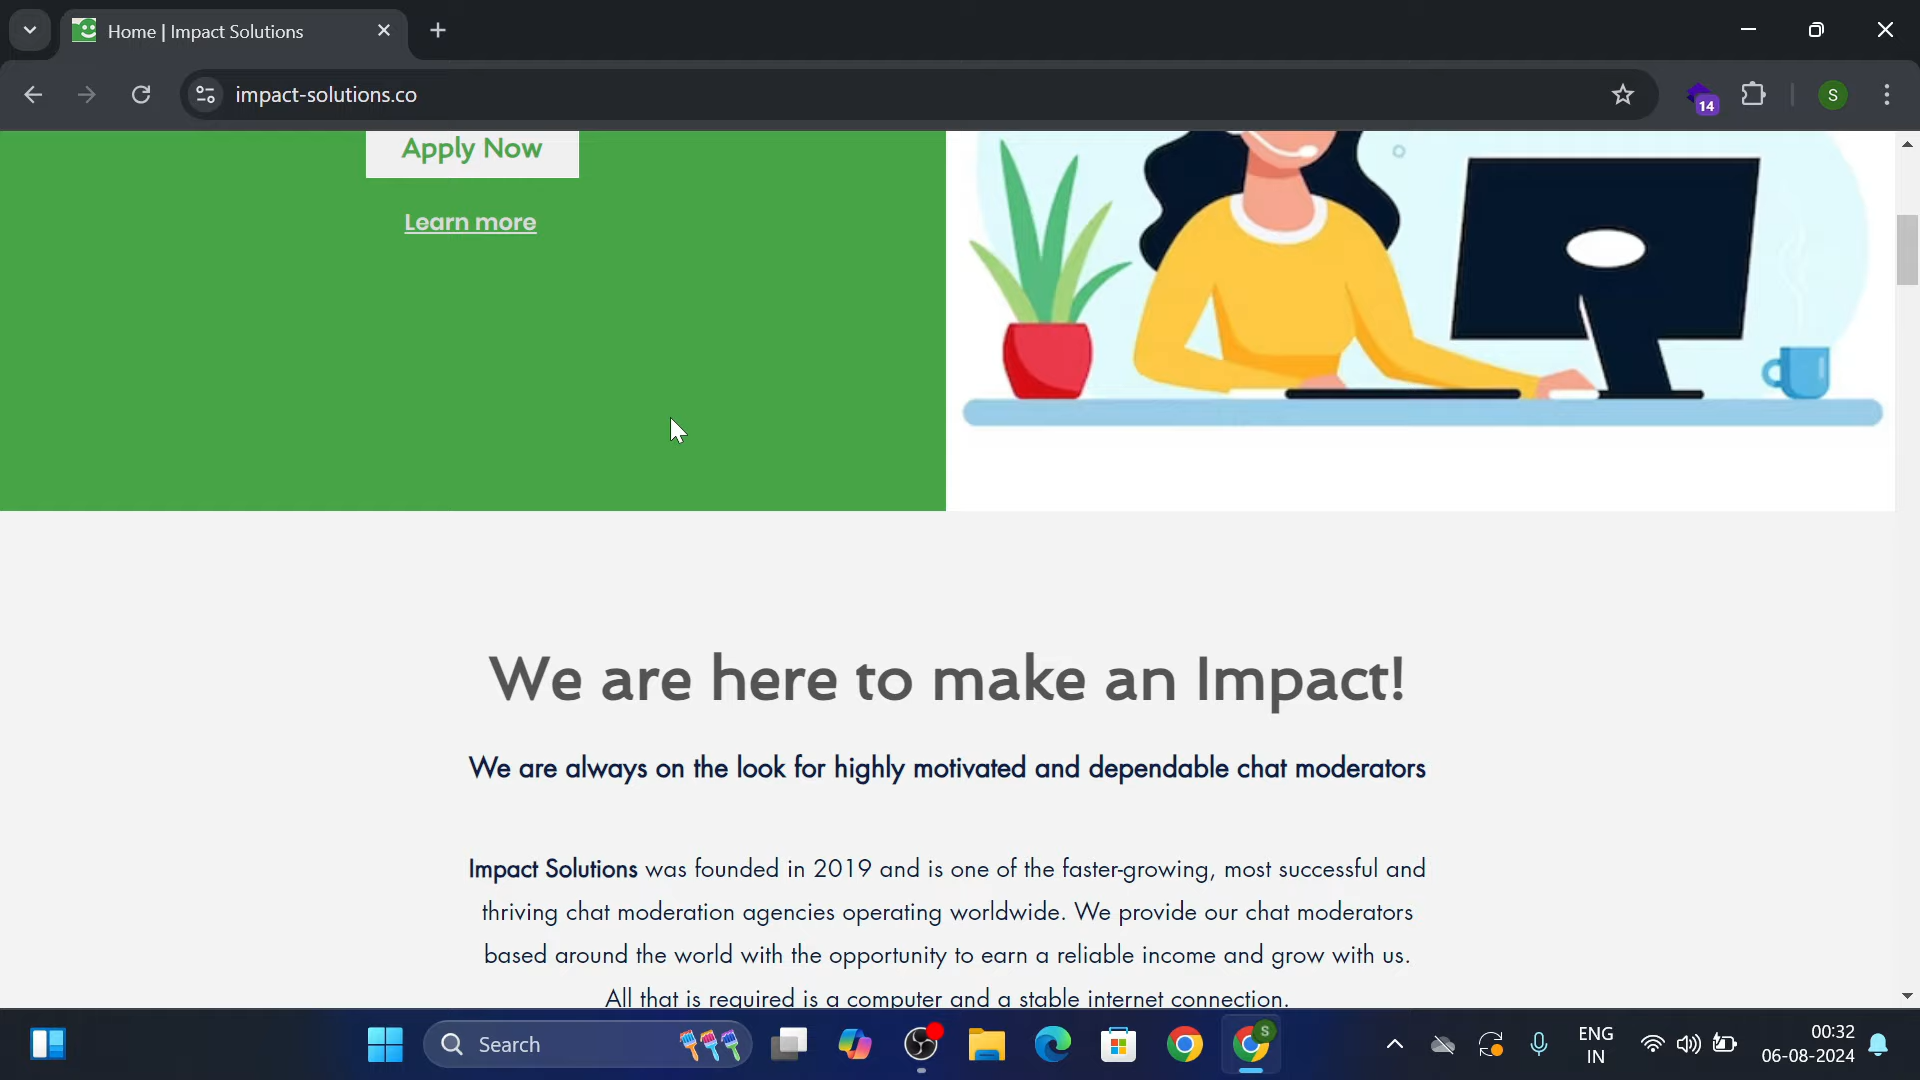 Home | Impact Solutions
impact-solutions.co
14
S
Apply Now
Learn more
We are here to make an Impact!
We are always on the look for highly motivated and dependable chat moderators
Impact Solutions was founded in 2019 and is one of the faster-growing, most successful and
thriving chat moderation agencies operating worldwide. We provide our chat moderators
based around the world with the opportunity to earn a reliable income and grow with us.
All that is required is a computer and a stable internet connection.
Search
S
ENG
IN
00:32
06-08-2024